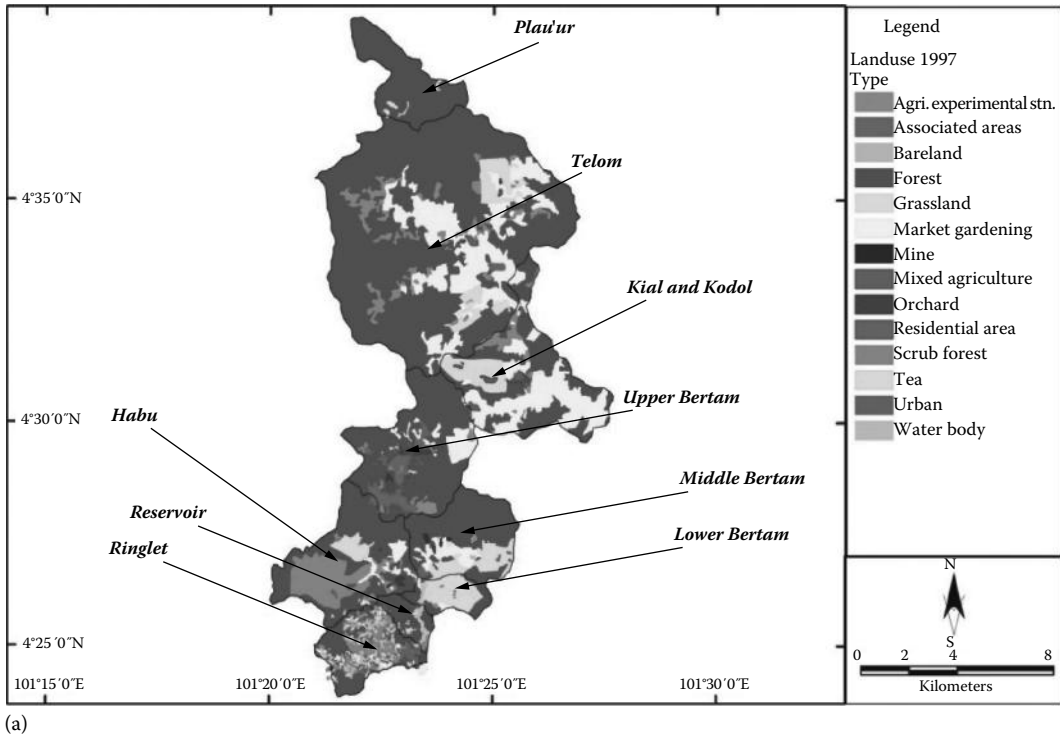 Plau'ur
Telom
4°35′0″N
Kial and Kodol
Upper Bertam
Habu
4°30′0″N
Middle Bertam
Reservoir
Lower Bertam
Ringlet
4°25′0″N
101°15′0″E
101°20′0″E
101°25′0″E
101°30′0″E
Legend
Landuse 1997
Type
Agri. experimental stn.
Associated areas
Bareland
Forest
Grassland
Market gardening
Mine
Mixed agriculture
Orchard
Residential area
Scrub forest
Tea
Urban
Water body
N
S
0 2 4 8
Kilometers
(a)